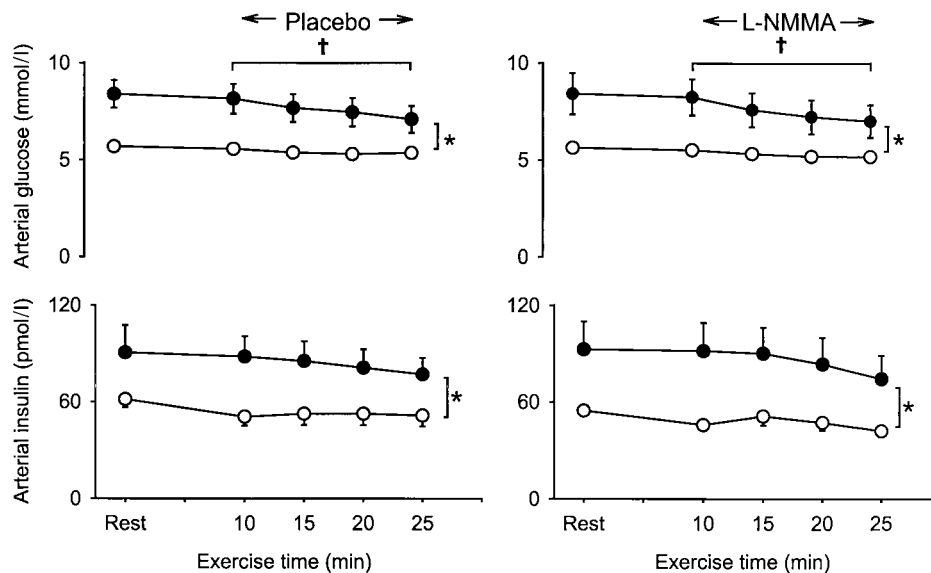 ← Placebo →
← L-NMMA →
†
†
Arterial glucose (mmol/l)
10
5
0
*
10
5
0
*
Arterial insulin (pmol/l)
120
60
0
*
120
60
0
*
Rest 10 15 20 25
Rest 10 15 20 25
Exercise time (min)
Exercise time (min)